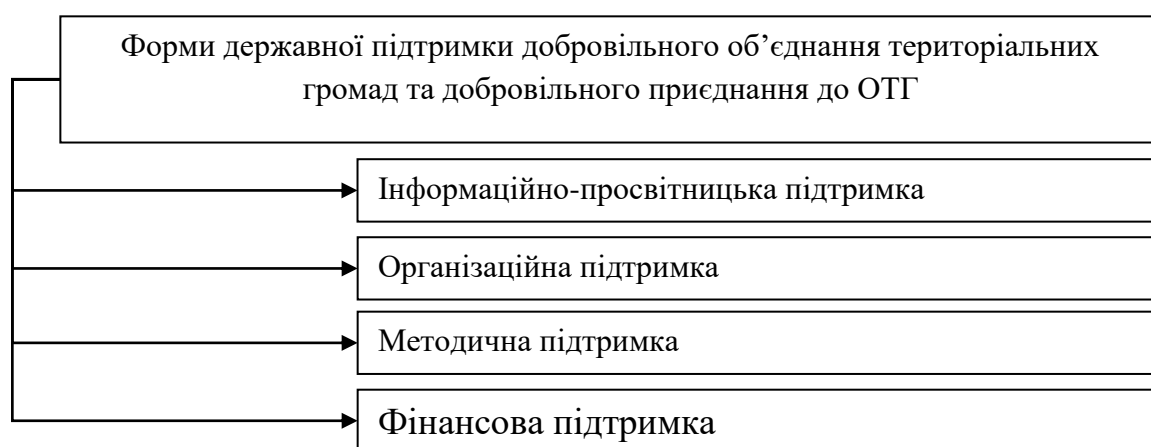 Форми державної підтримки добровільного об’єднання територіальних
громад та добровільного приєднання до ОТГ
Інформаційно-просвітницька підтримка
Організаційна підтримка
Методична підтримка
Фінансова підтримка